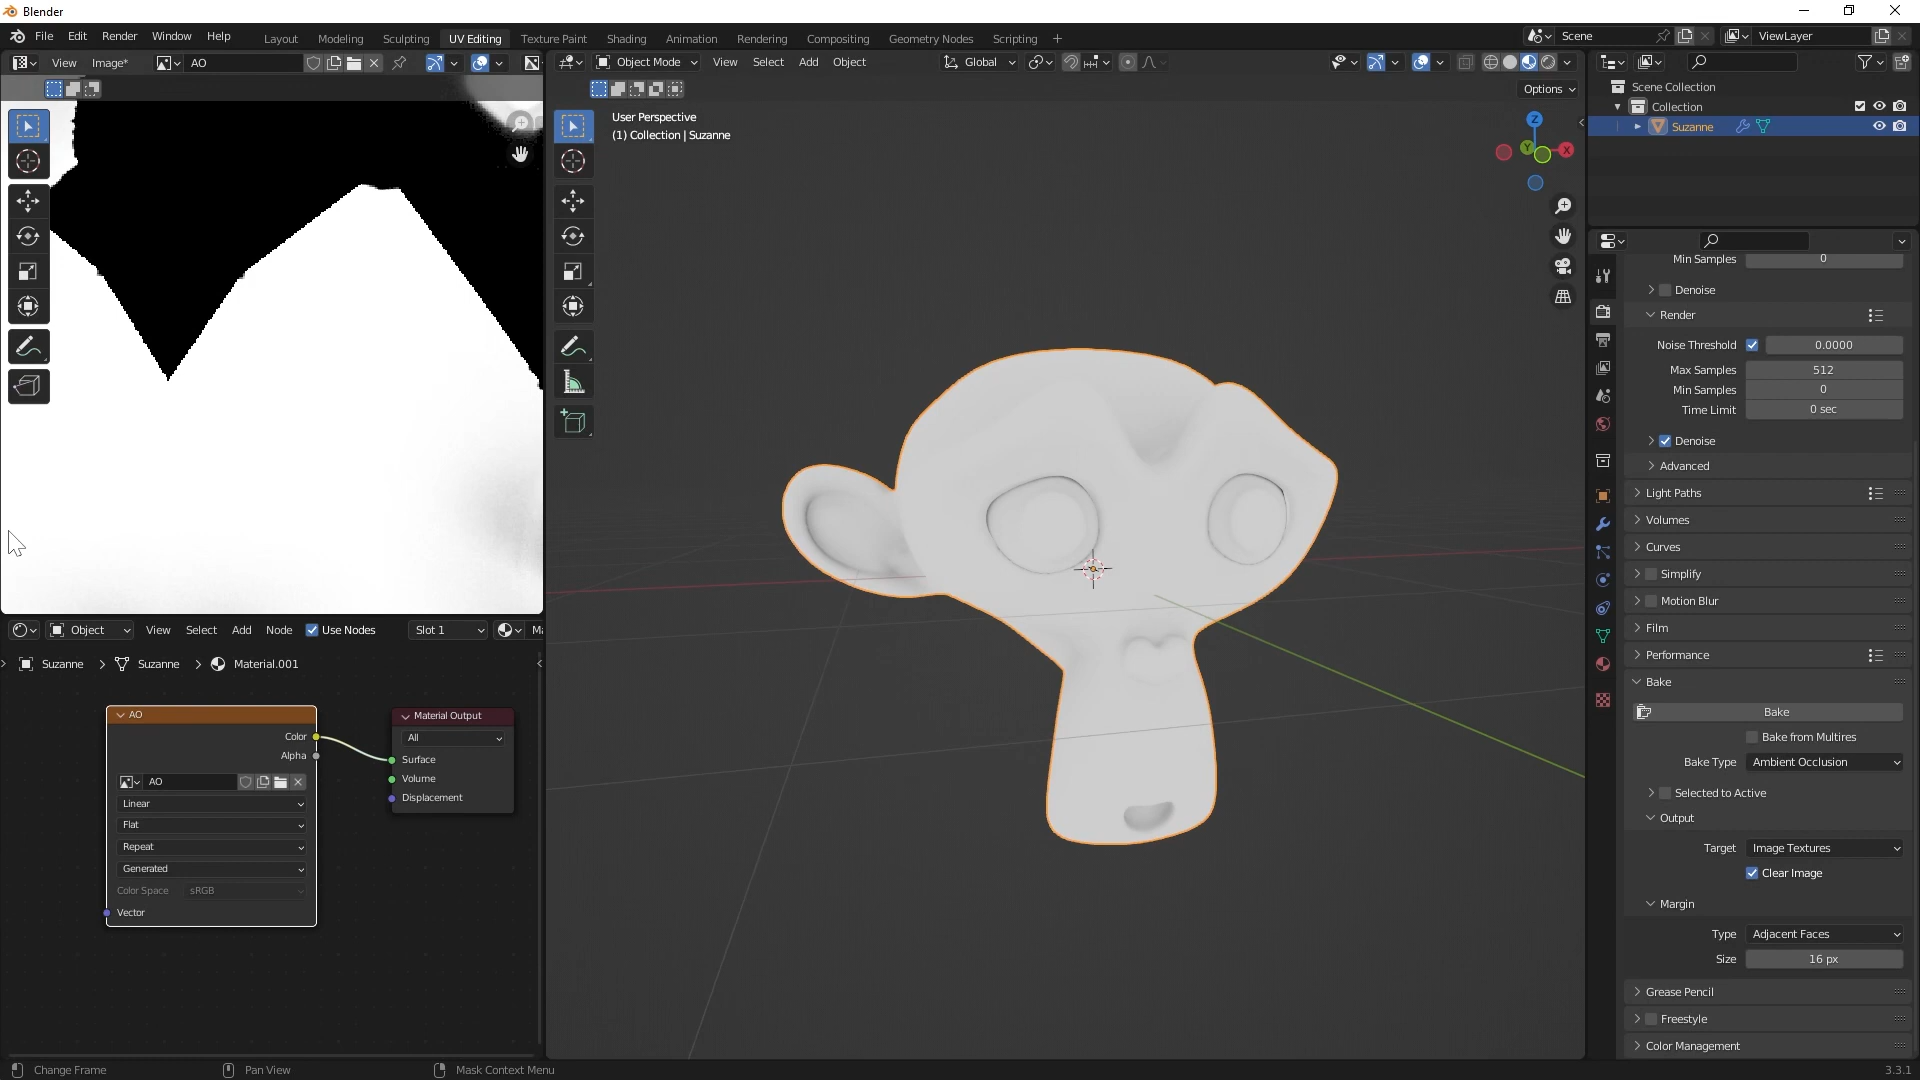 Blender
File Edit Render Window Help
Layout Modeling Sculpting UV Editing Texture Paint Shading Animation Rendering Compositing Geometry Nodes Scripting +
Scene
ViewLayer
View Image* AO
Object Mode View Select Add Object Global
Options
User Perspective
(1) Collection | Suzanne
Z
Y
X
Scene Collection
Collection
Suzanne
Min Samples 0
Denoise
Render
Noise Threshold 0.0000
Max Samples 512
Min Samples 0
Time Limit 0 sec
Denoise
Advanced
Light Paths
Volumes
Curves
Simplify
Motion Blur
Film
Performance
Bake
Bake
Bake from Multires
Bake Type Ambient Occlusion
Selected to Active
Output
Target Image Textures
Clear Image
Margin
Type Adjacent Faces
Size 16 px
Grease Pencil
Freestyle
Color Management
Object View Select Add Node Use Nodes Slot 1 Ma
Suzanne > Suzanne > Material.001
AO
Color
Alpha
AO
Linear
Flat
Repeat
Generated
Color Space sRGB
Vector
Material Output
All
Surface
Volume
Displacement
Change Frame Pan View Mask Context Menu 3.3.1